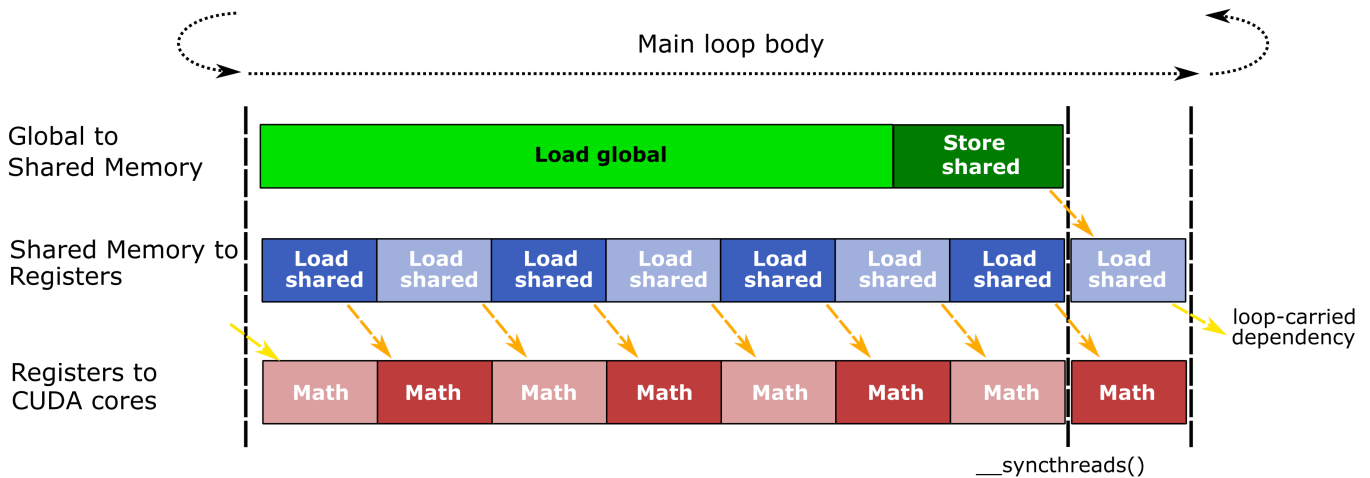 Main loop body
Global to
Shared Memory
Load global
Store
shared
Shared Memory to
Registers
Load
shared
Load
shared
Load
shared
Load
shared
Load
shared
Load
shared
Load
shared
Load
shared
loop-carried
dependency
Registers to
CUDA cores
Math
Math
Math
Math
Math
Math
Math
Math
__syncthreads()